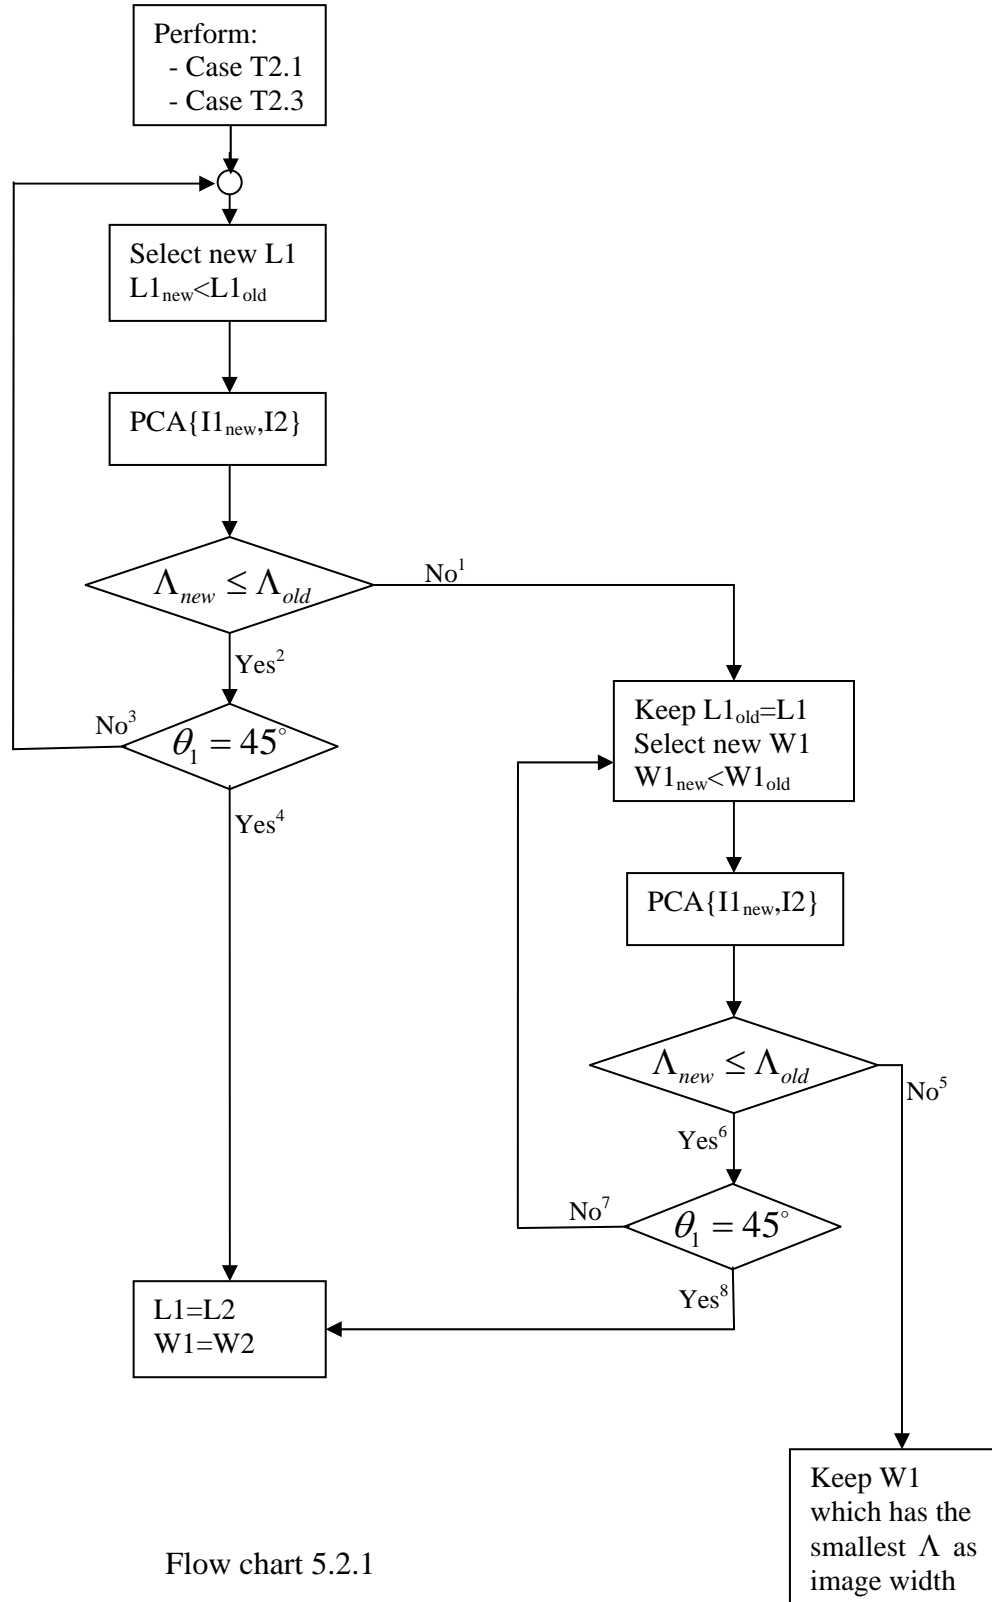 Perform:
- Case T2.1
- Case T2.3
Select new L1
L1new<L1old
PCA{I1new,I2}
Λnew ≤ Λold
No¹
Yes²
No³
θ₁ = 45°
Yes⁴
Keep L1old=L1
Select new W1
W1new<W1old
PCA{I1new,I2}
Λnew ≤ Λold
No⁵
Yes⁶
No⁷
θ₁ = 45°
Yes⁸
L1=L2
W1=W2
Keep W1
which has the
smallest Λ as
image width
Flow chart 5.2.1